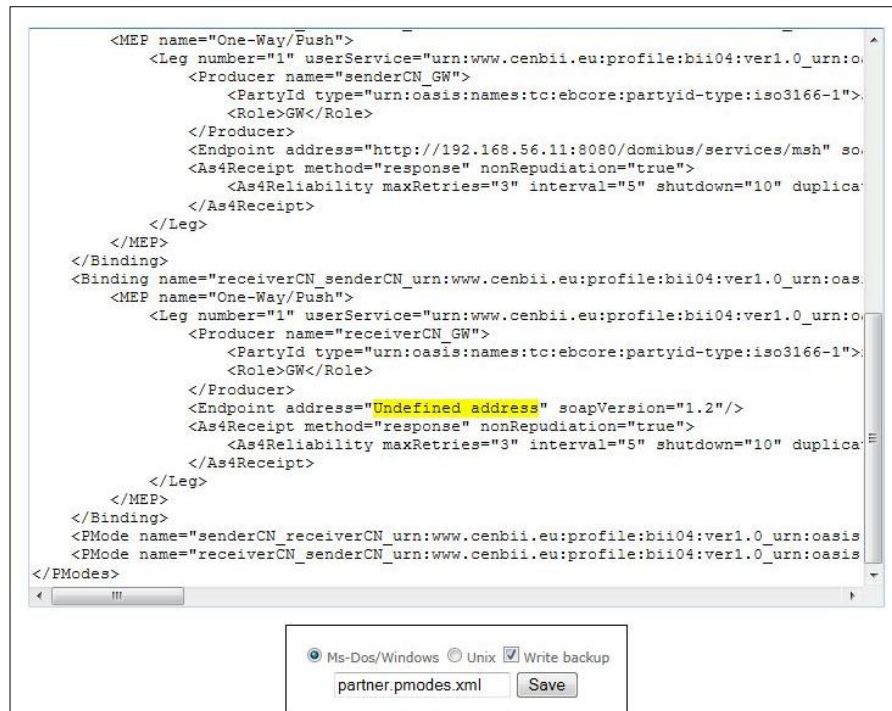 <MEP name="One-Way/Push">
<Leg number="1" userService="urn:www.cenbii.eu:profile:bii04:ver1.0_urn:o
<Producer name="senderCN_GW">
<PartyId type="urn:oasis:names:tc:ebcore:partyid-type:iso3166-1">
<Role>GW</Role>
</Producer>
<Endpoint address="http://192.168.56.11:8080/domibus/services/msh" so
<As4Receipt method="response" nonRepudiation="true">
<As4Reliability maxRetries="3" interval="5" shutdown="10" duplica
</As4Receipt>
</Leg>
</MEP>
</Binding>
<Binding name="receiverCN_senderCN_urn:www.cenbii.eu:profile:bii04:ver1.0_urn:oas
<MEP name="One-Way/Push">
<Leg number="1" userService="urn:www.cenbii.eu:profile:bii04:ver1.0_urn:o
<Producer name="receiverCN_GW">
<PartyId type="urn:oasis:names:tc:ebcore:partyid-type:iso3166-1">
<Role>GW</Role>
</Producer>
<Endpoint address="Undefined address" soapVersion="1.2"/>
<As4Receipt method="response" nonRepudiation="true">
<As4Reliability maxRetries="3" interval="5" shutdown="10" duplica
</As4Receipt>
</Leg>
</MEP>
</Binding>
<PMode name="senderCN_receiverCN_urn:www.cenbii.eu:profile:bii04:ver1.0_urn:oasis
<PMode name="receiverCN_senderCN_urn:www.cenbii.eu:profile:bii04:ver1.0_urn:oasis
</PModes>
Ms-Dos/Windows Unix Write backup
partner.pmodes.xml Save